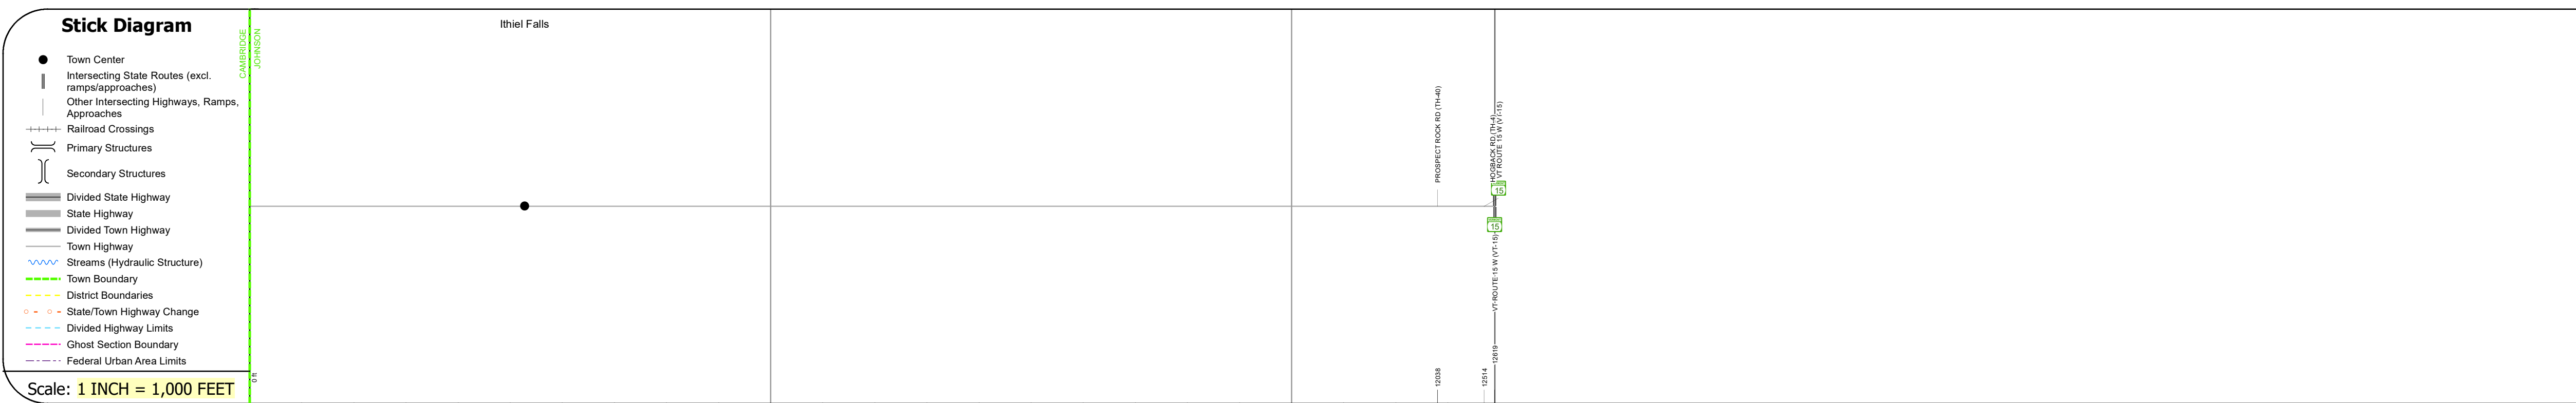 Stick Diagram
Town Center
Intersecting State Routes (excl.
ramps/approaches)
Other Intersecting Highways, Ramps,
Approaches
Railroad Crossings
Primary Structures
Secondary Structures
Divided State Highway
State Highway
Divided Town Highway
Town Highway
Streams (Hydraulic Structure)
Town Boundary
District Boundaries
State/Town Highway Change
Divided Highway Limits
Ghost Section Boundary
Federal Urban Area Limits
Scale: 1 INCH = 1,000 FEET
CAMBRIDGE
JOHNSON
0 ft
Ithiel Falls
PROSPECT ROCK RD (TH-40)
HOGBACK RD (TH-4)
VT ROUTE 15 W (VT-15)
15
15
VT-ROUTE-15 W (VT-15)
12038
12514
12619